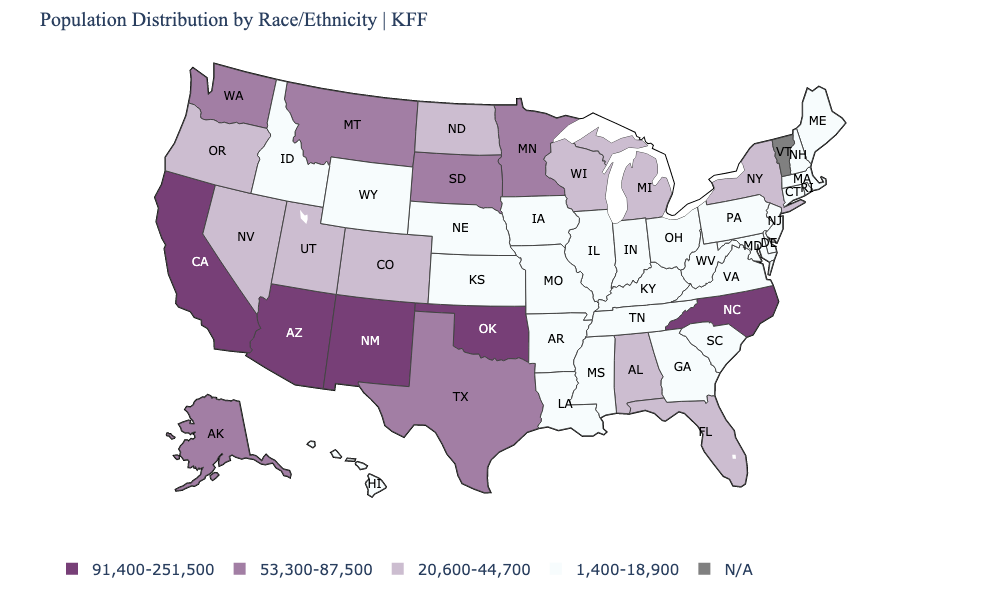 Population Distribution by Race/Ethnicity | KFF
WA
MT
ND
MN
ME
OR
ID
SD
WI
MI
NY
VT
NH
WY
MA
CT
RI
IA
NE
PA
NJ
NV
UT
CO
IL
IN
OH
MD
DE
CA
KS
MO
WV
VA
KY
AZ
NM
OK
TN
NC
AR
SC
MS
AL
GA
TX
LA
FL
AK
HI
91,400-251,500 53,300-87,500 20,600-44,700 1,400-18,900 N/A